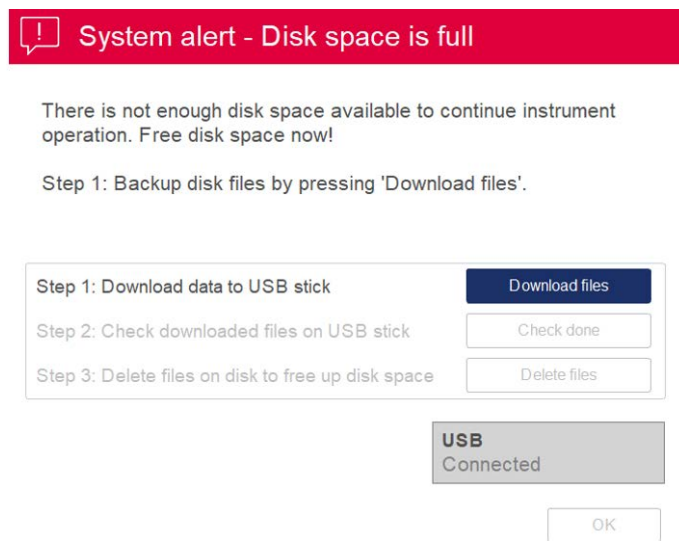 System alert - Disk space is full
There is not enough disk space available to continue instrument
operation. Free disk space now!
Step 1: Backup disk files by pressing 'Download files'.
Step 1: Download data to USB stick
Download files
Step 2: Check downloaded files on USB stick
Check done
Step 3: Delete files on disk to free up disk space
Delete files
USB
Connected
OK